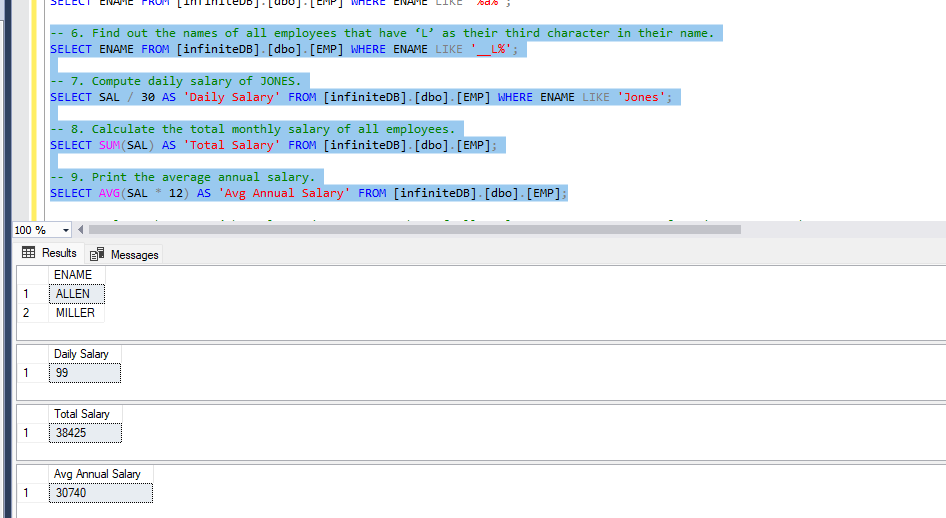 SELECT ENAME FROM [infiniteDB].[dbo].[EMP] WHERE ENAME LIKE '%a%';
-- 6. Find out the names of all employees that have ‘L’ as their third character in their name.
SELECT ENAME FROM [infiniteDB].[dbo].[EMP] WHERE ENAME LIKE '__L%';
-- 7. Compute daily salary of JONES.
SELECT SAL / 30 AS 'Daily Salary' FROM [infiniteDB].[dbo].[EMP] WHERE ENAME LIKE 'Jones';
-- 8. Calculate the total monthly salary of all employees.
SELECT SUM(SAL) AS 'Total Salary' FROM [infiniteDB].[dbo].[EMP];
-- 9. Print the average annual salary.
SELECT AVG(SAL * 12) AS 'Avg Annual Salary' FROM [infiniteDB].[dbo].[EMP];
100 %
Results Messages
ENAME
1 ALLEN
2 MILLER
Daily Salary
1 99
Total Salary
1 38425
Avg Annual Salary
1 30740